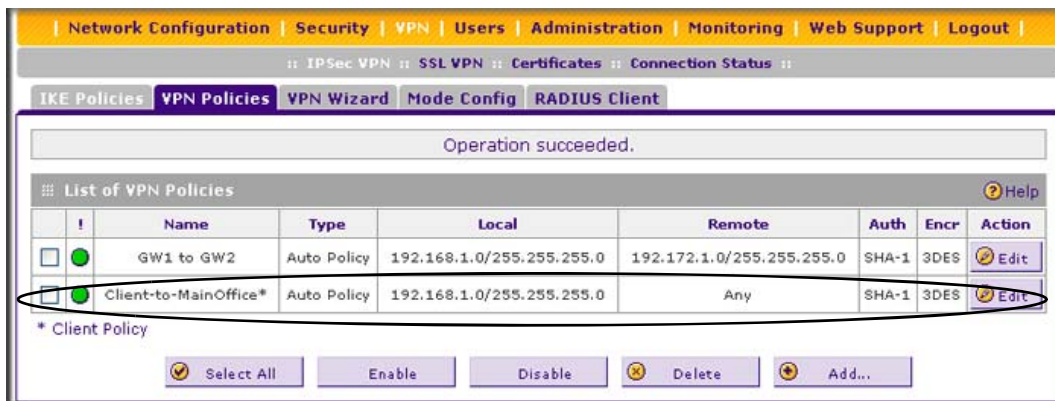 | Network Configuration | Security | VPN | Users | Administration | Monitoring | Web Support | Logout |
:: IPSec VPN :: SSL VPN :: Certificates :: Connection Status ::
IKE Policies VPN Policies VPN Wizard Mode Config RADIUS Client
Operation succeeded.
List of VPN Policies ? Help
! Name Type Local Remote Auth Encr Action
GW1 to GW2 Auto Policy 192.168.1.0/255.255.255.0 192.172.1.0/255.255.255.0 SHA-1 3DES Edit
Client-to-MainOffice* Auto Policy 192.168.1.0/255.255.255.0 Any SHA-1 3DES Edit
* Client Policy
Select All Enable Disable Delete Add...